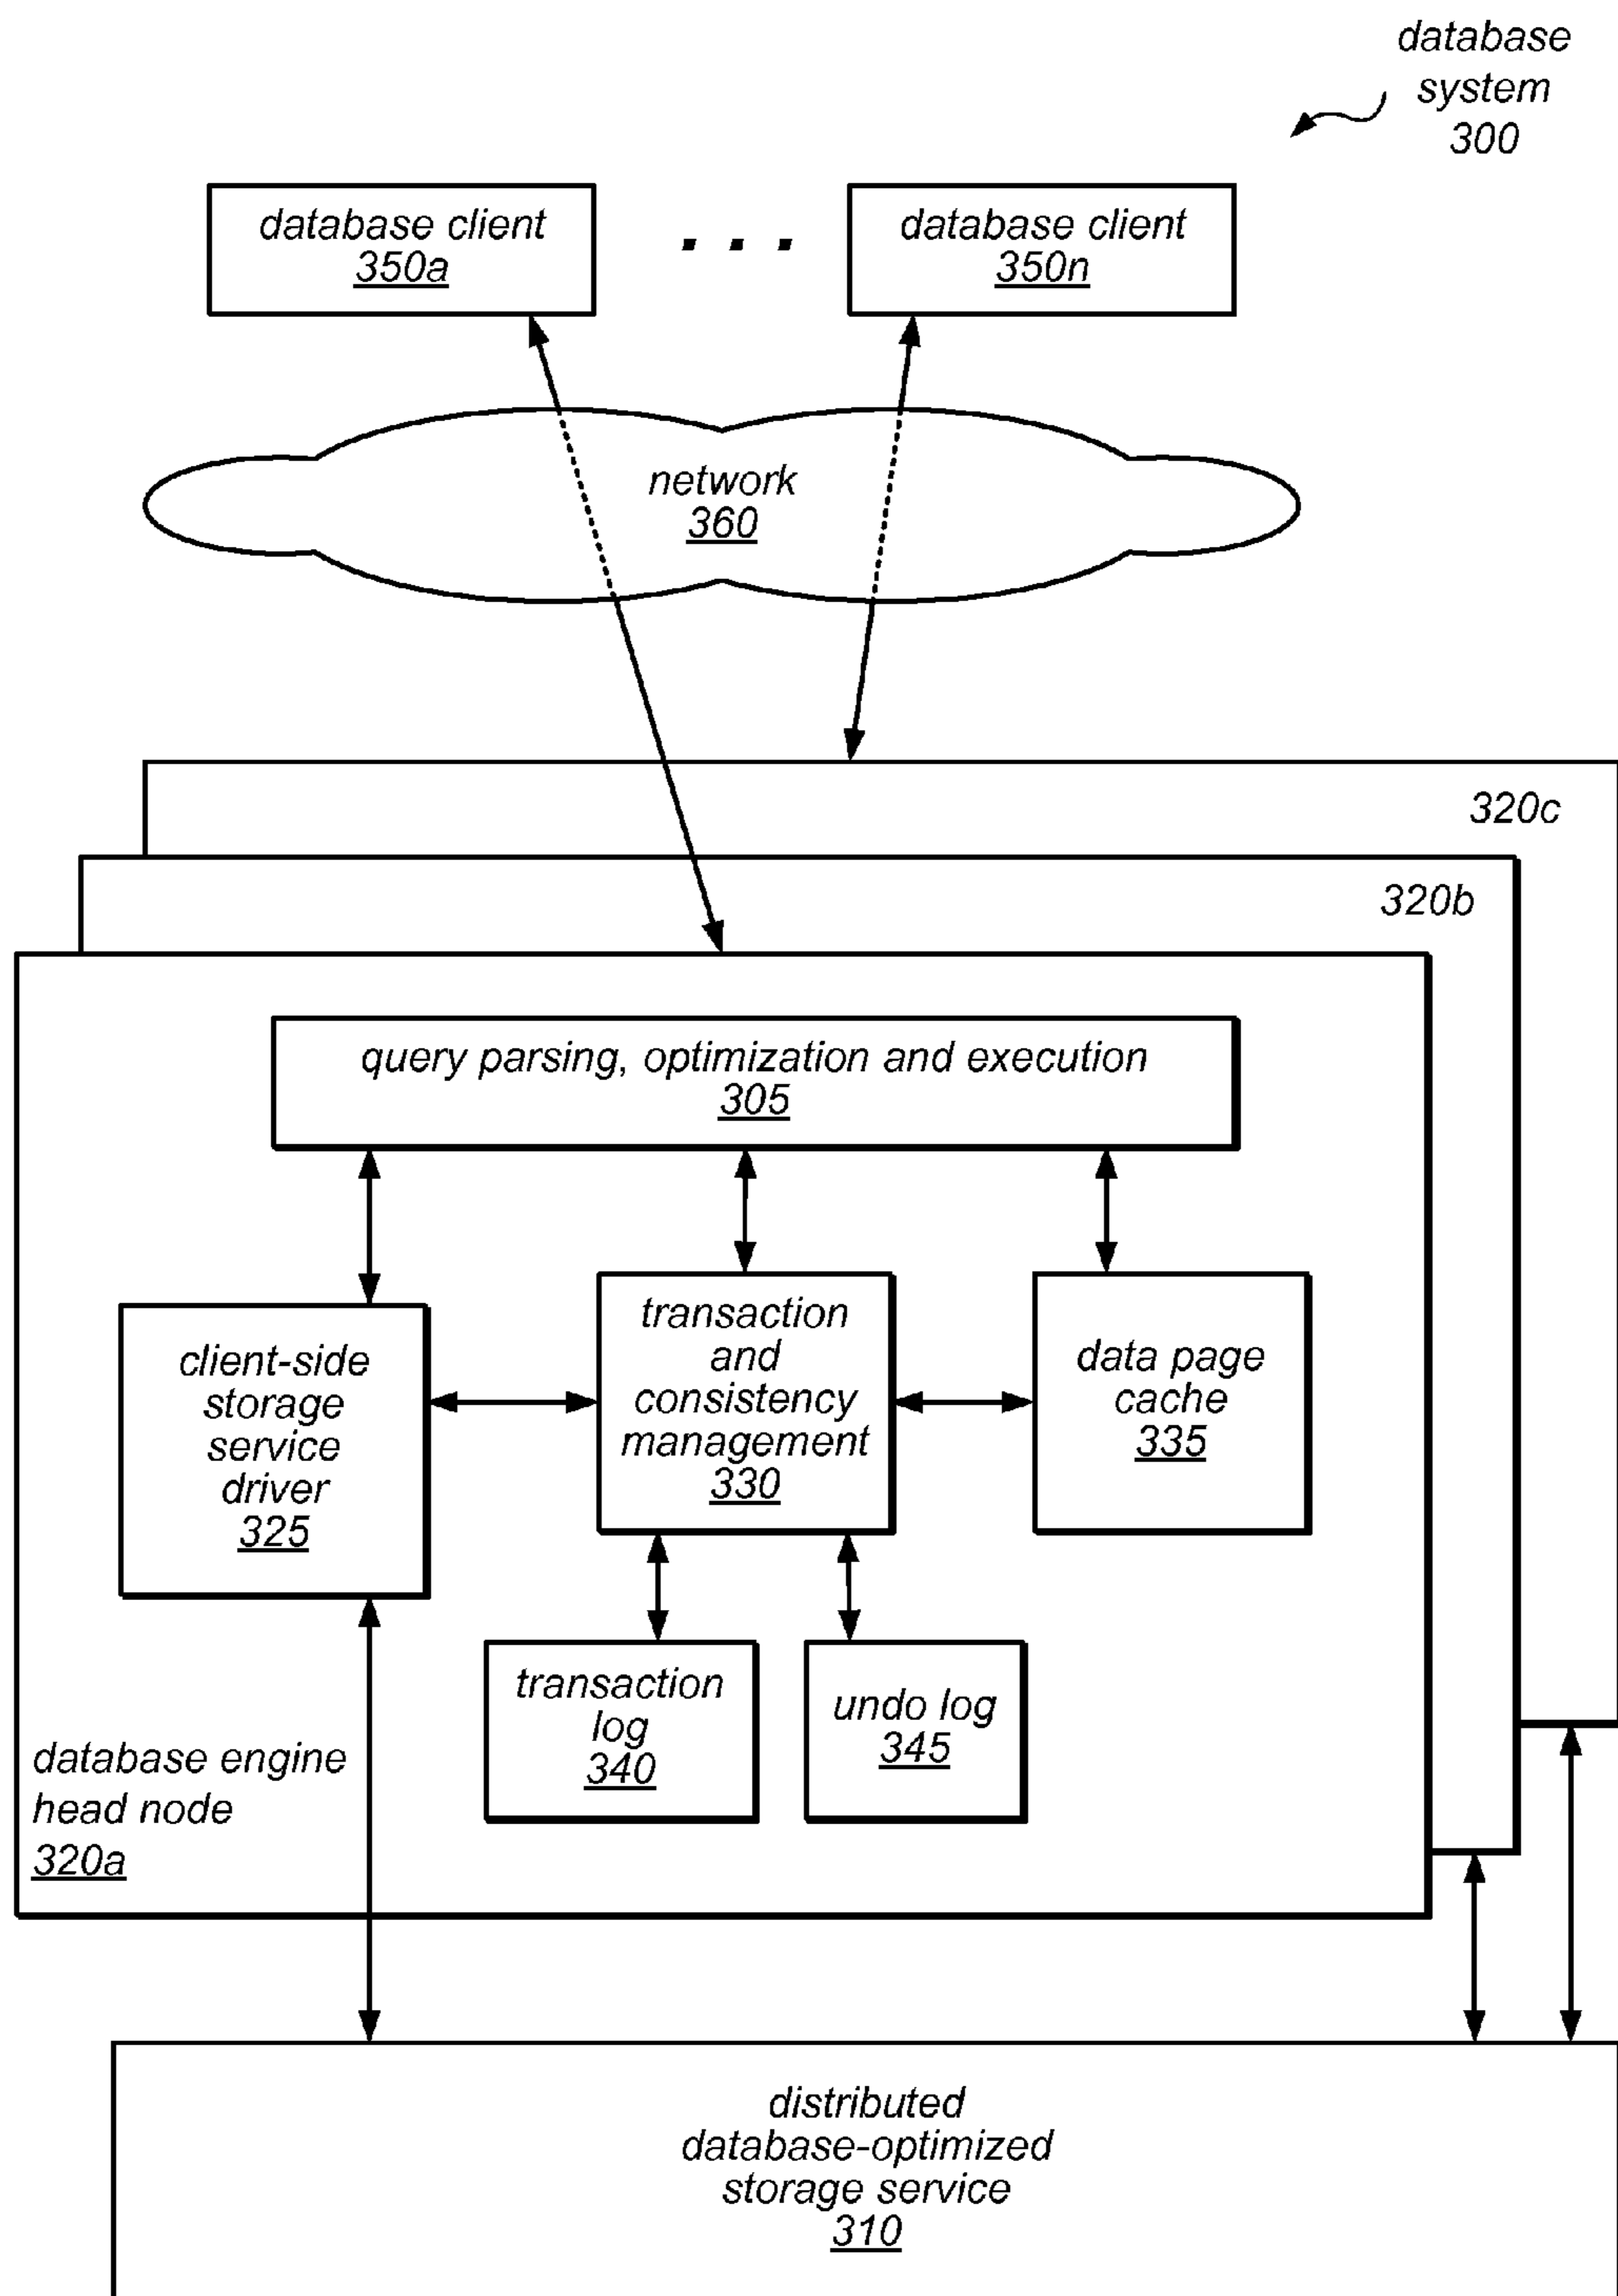 database
system
300
database client
350a
. . .
database client
350n
network
360
320c
320b
query parsing, optimization and execution
305
client-side
storage
service
driver
325
transaction
and
consistency
management
330
data page
cache
335
transaction
log
340
undo log
345
database engine
head node
320a
distributed
database-optimized
storage service
310